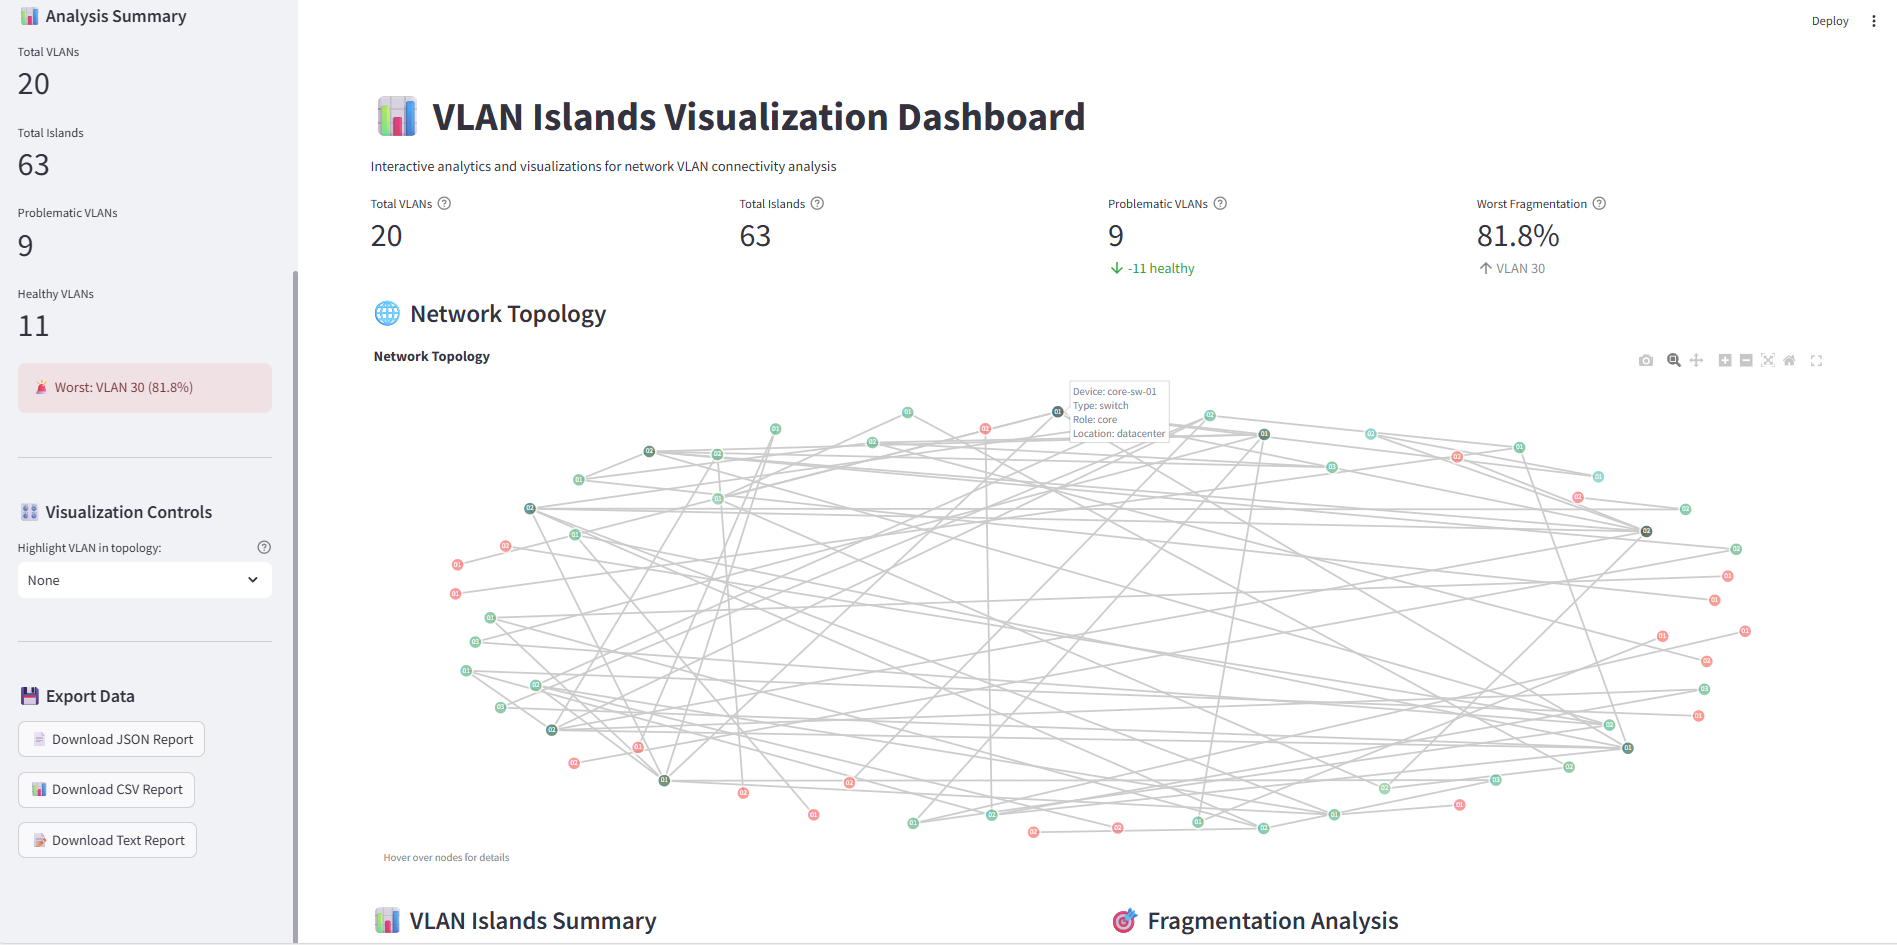 Analysis Summary
Total VLANs
20
Total Islands
63
Problematic VLANs
9
Healthy VLANs
11
Worst: VLAN 30 (81.8%)
Visualization Controls
Highlight VLAN in topology:
None
Export Data
Download JSON Report
Download CSV Report
Download Text Report
Deploy
VLAN Islands Visualization Dashboard
Interactive analytics and visualizations for network VLAN connectivity analysis
Total VLANs
20
Total Islands
63
Problematic VLANs
9
-11 healthy
Worst Fragmentation
81.8%
VLAN 30
Network Topology
Network Topology
Device: core-sw-01
Type: switch
Role: core
Location: datacenter
Hover over nodes for details
VLAN Islands Summary
Fragmentation Analysis